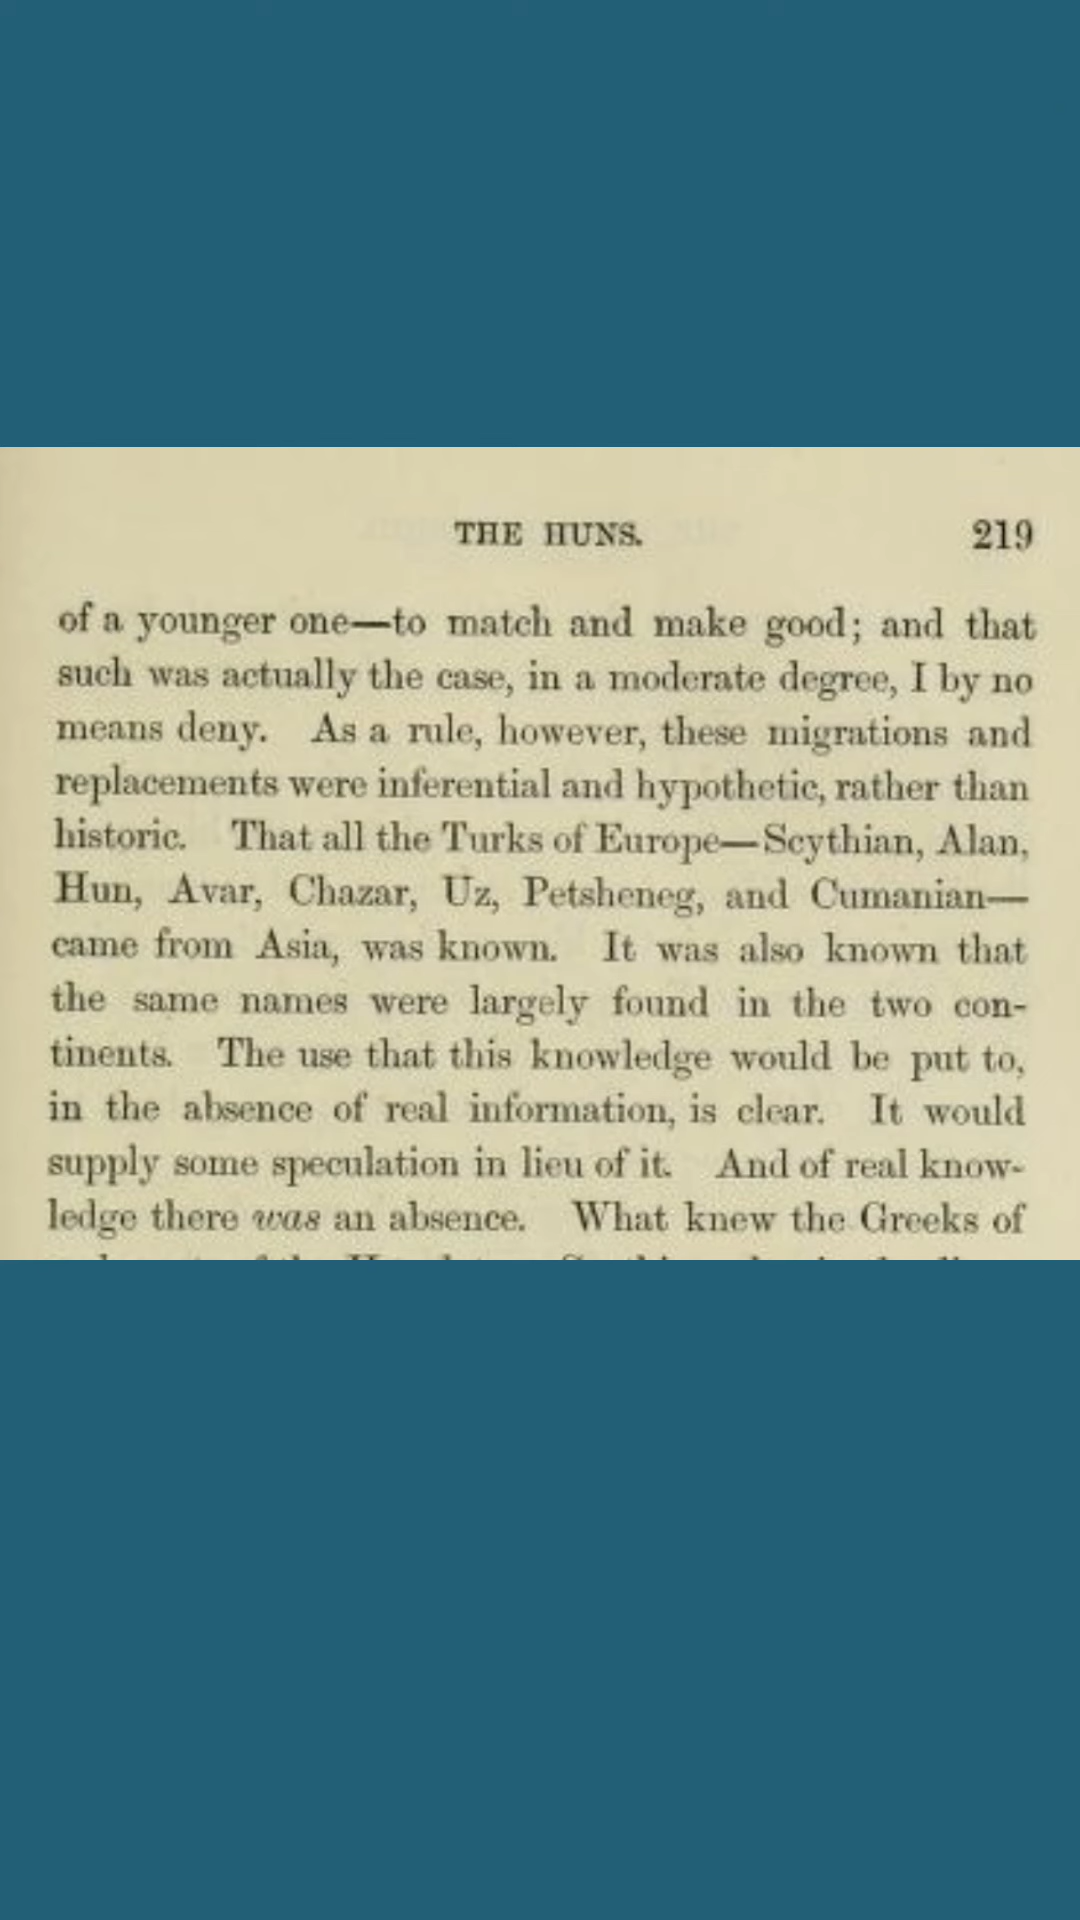 THE HUNS. 219
of a younger one—to match and make good; and that
such was actually the case, in a moderate degree, I by no
means deny. As a rule, however, these migrations and
replacements were inferential and hypothetic, rather than
historic. That all the Turks of Europe—Scythian, Alan,
Hun, Avar, Chazar, Uz, Petsheneg, and Cumanian—
came from Asia, was known. It was also known that
the same names were largely found in the two con-
tinents. The use that this knowledge would be put to,
in the absence of real information, is clear. It would
supply some speculation in lieu of it. And of real know-
ledge there was an absence. What knew the Greeks of